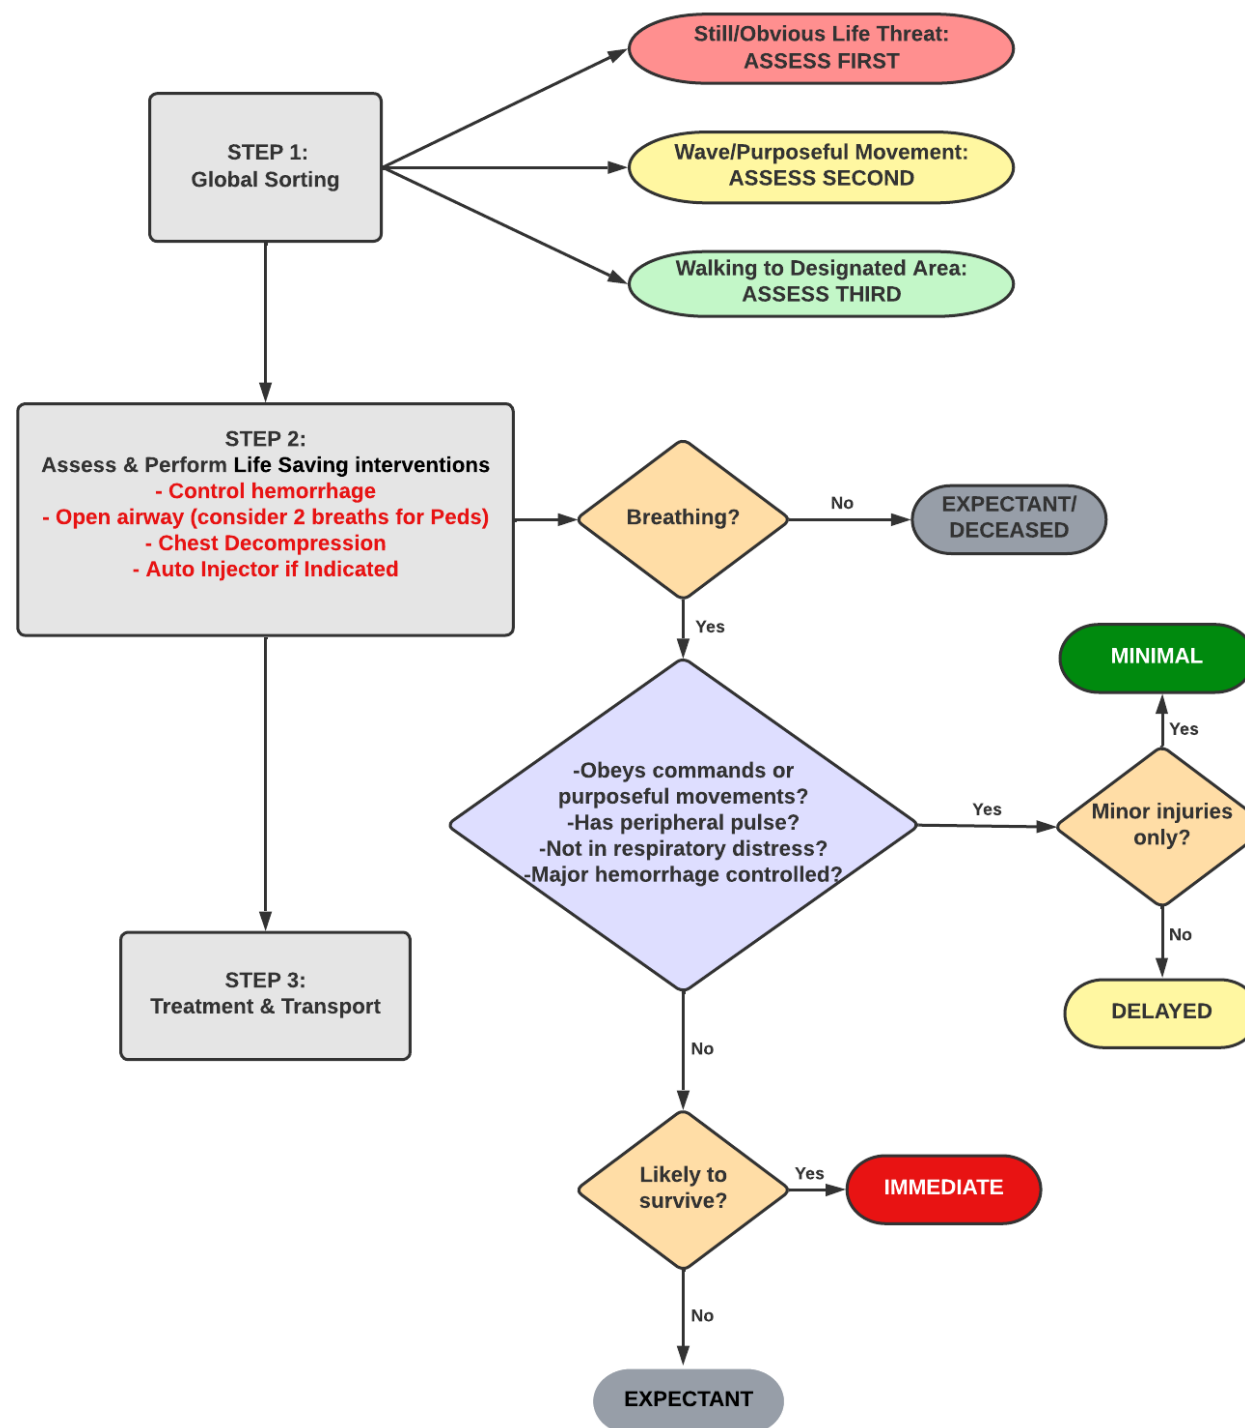 Still/Obvious Life Threat:
ASSESS FIRST
STEP 1:
Global Sorting
Wave/Purposeful Movement:
ASSESS SECOND
Walking to Designated Area:
ASSESS THIRD
STEP 2:
Assess & Perform Life Saving interventions
- Control hemorrhage
- Open airway (consider 2 breaths for Peds)
- Chest Decompression
- Auto Injector if Indicated
Breathing?
No
EXPECTANT/
DECEASED
Yes
MINIMAL
Yes
-Obeys commands or
purposeful movements?
-Has peripheral pulse?
-Not in respiratory distress?
-Major hemorrhage controlled?
Yes
Minor injuries
only?
No
DELAYED
STEP 3:
Treatment & Transport
No
Likely to
survive?
Yes
IMMEDIATE
No
EXPECTANT